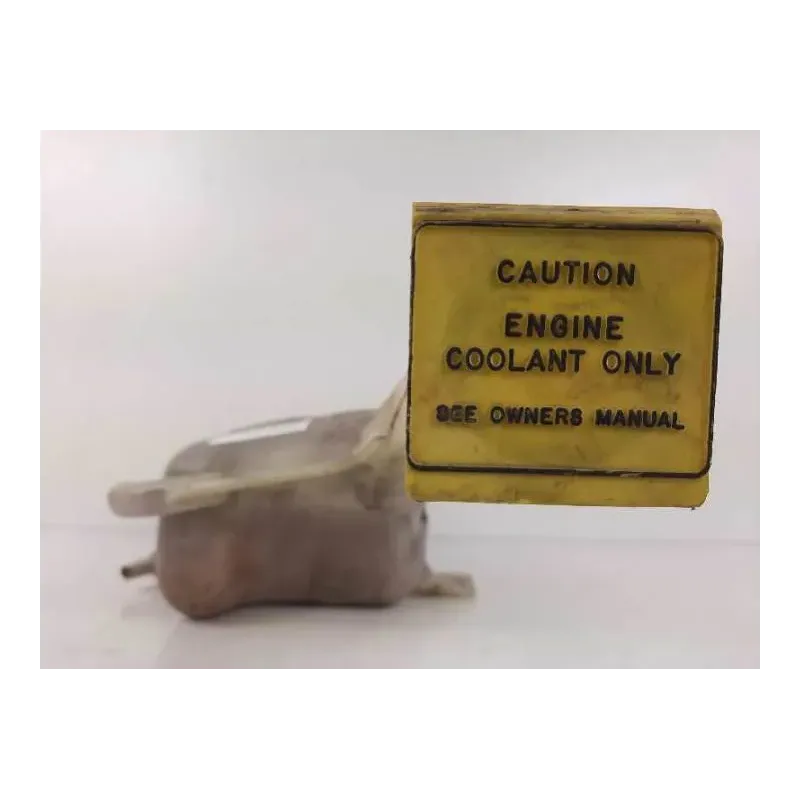 CAUTION
ENGINE
COOLANT ONLY
SEE OWNERS MANUAL